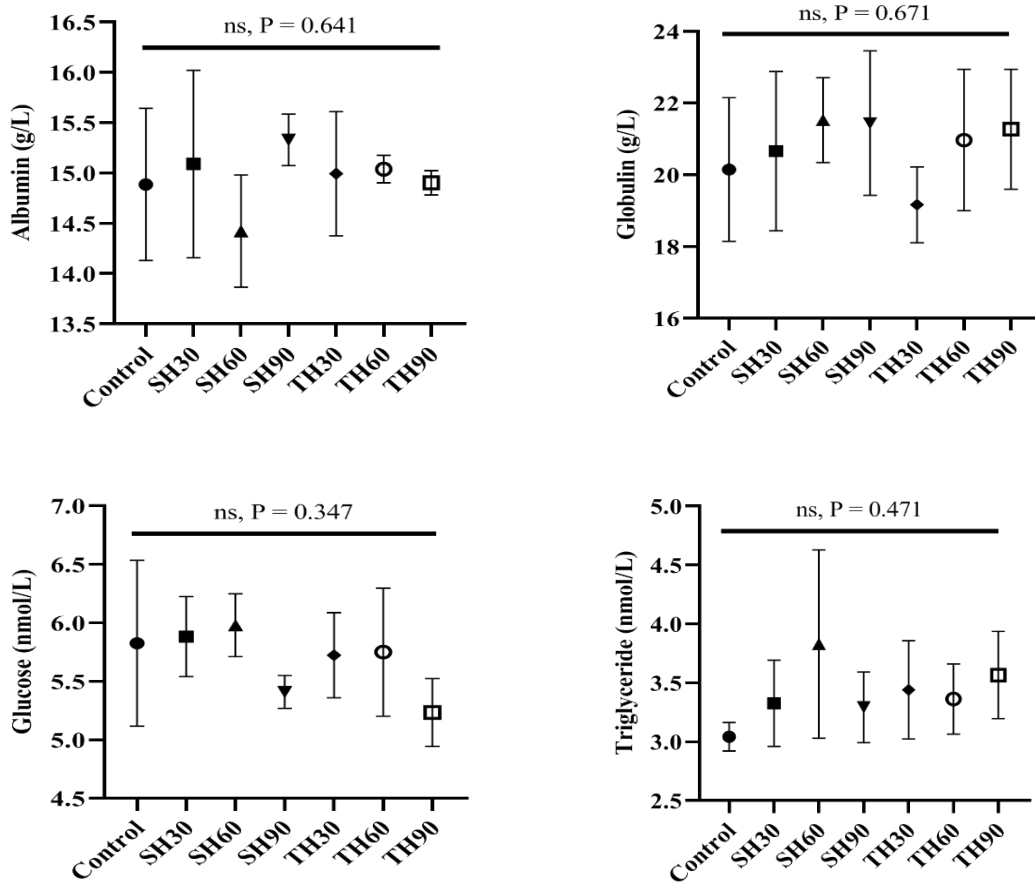 ns, P = 0.641
Albumin (g/L)
16.5
16.0
15.5
15.0
14.5
14.0
13.5
Control
SH30
SH60
SH90
TH30
TH60
TH90
ns, P = 0.671
Globulin (g/L)
24
22
20
18
16
Control
SH30
SH60
SH90
TH30
TH60
TH90
ns, P = 0.347
Glucose (nmol/L)
7.0
6.5
6.0
5.5
5.0
4.5
Control
SH30
SH60
SH90
TH30
TH60
TH90
ns, P = 0.471
Triglyceride (nmol/L)
5.0
4.5
4.0
3.5
3.0
2.5
Control
SH30
SH60
SH90
TH30
TH60
TH90